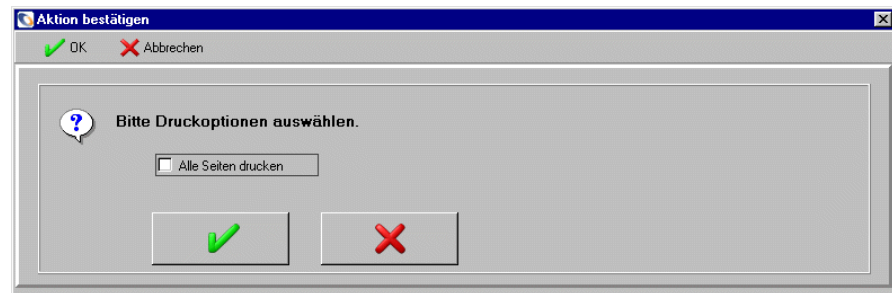 Aktion bestätigen
OK Abbrechen
Bitte Druckoptionen auswählen.
Alle Seiten drucken